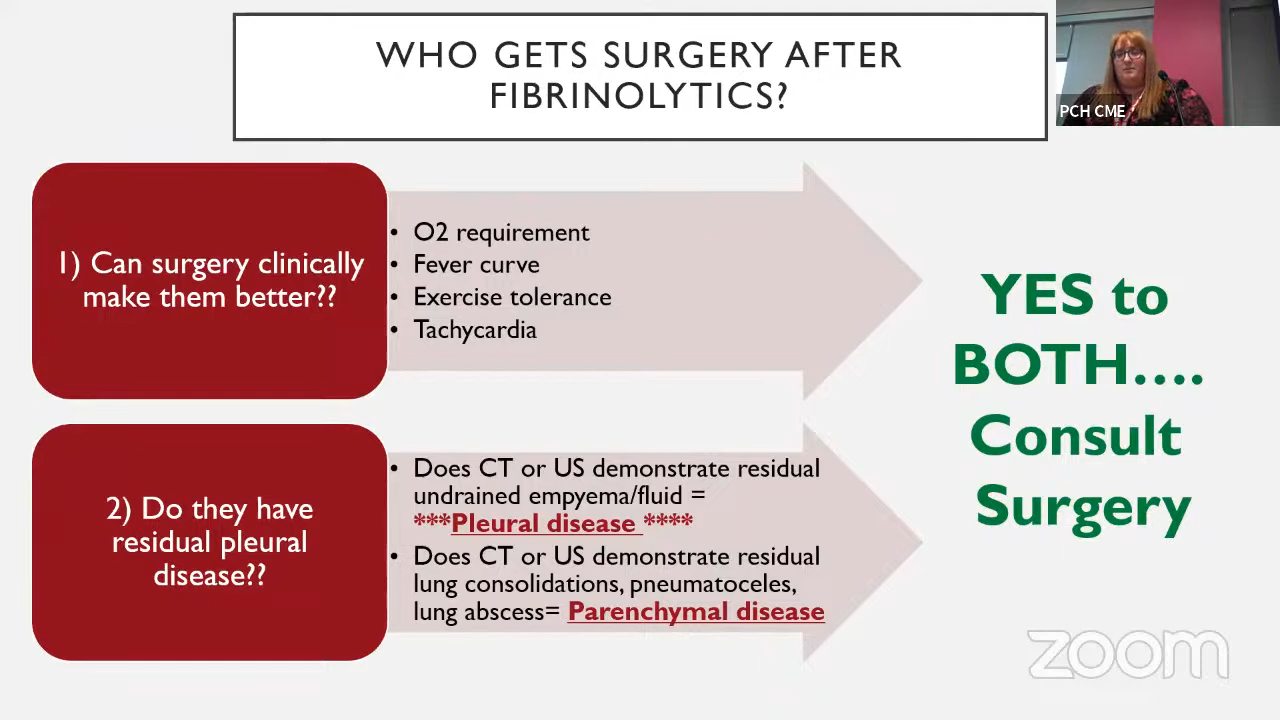 WHO GETS SURGERY AFTER
FIBRINOLYTICS?
PCH CME
1) Can surgery clinically
make them better??
• O2 requirement
• Fever curve
• Exercise tolerance
• Tachycardia
2) Do they have
residual pleural
disease??
• Does CT or US demonstrate residual
undrained empyema/fluid =
***Pleural disease ****
• Does CT or US demonstrate residual
lung consolidations, pneumatoceles,
lung abscess= Parenchymal disease
YES to
BOTH….
Consult
Surgery
zoom